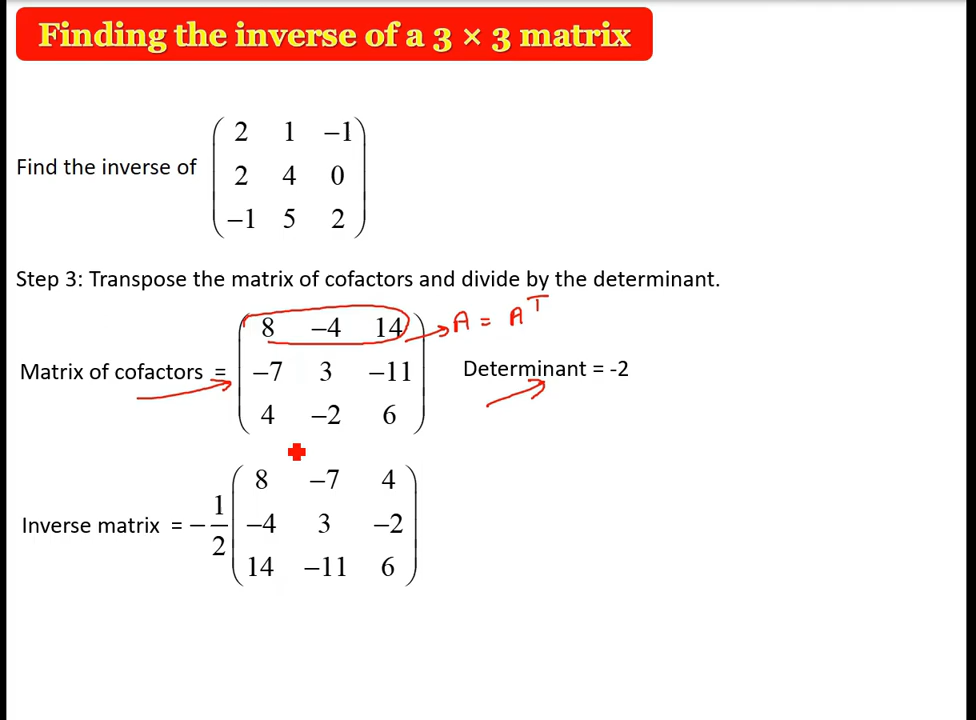 Finding the inverse of a 3 × 3 matrix
Find the inverse of
2 1 −1
2 4 0
−1 5 2
Step 3: Transpose the matrix of cofactors and divide by the determinant.
8 −4 14 → A = A^T
Matrix of cofactors = −7 3 −11 Determinant = -2
4 −2 6
8 −7 4
Inverse matrix = −1/2 −4 3 −2
14 −11 6